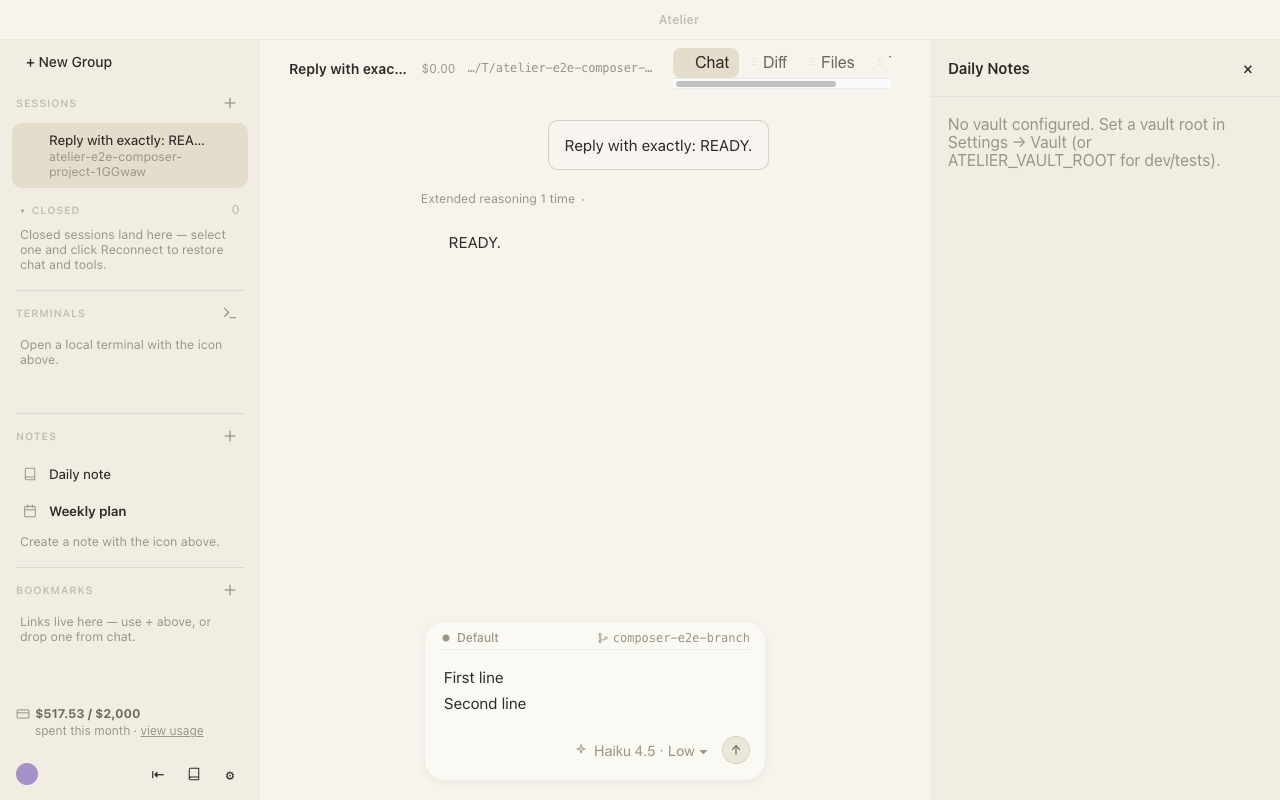 Atelier
+ New Group
SESSIONS
Reply with exactly: REA...
atelier-e2e-composer-
project-1GGwaw
CLOSED
0
Closed sessions land here — select
one and click Reconnect to restore
chat and tools.
TERMINALS
Open a local terminal with the icon
above.
NOTES
Daily note
Weekly plan
Create a note with the icon above.
BOOKMARKS
Links live here — use + above, or
drop one from chat.
$517.53 / $2,000
spent this month · view usage
Reply with exac... $0.00 …/T/atelier-e2e-composer-…
Chat Diff Files
Reply with exactly: READY.
Extended reasoning 1 time
READY.
Default composer-e2e-branch
First line
Second line
Haiku 4.5 · Low
Daily Notes
No vault configured. Set a vault root in
Settings → Vault (or
ATELIER_VAULT_ROOT for dev/tests).